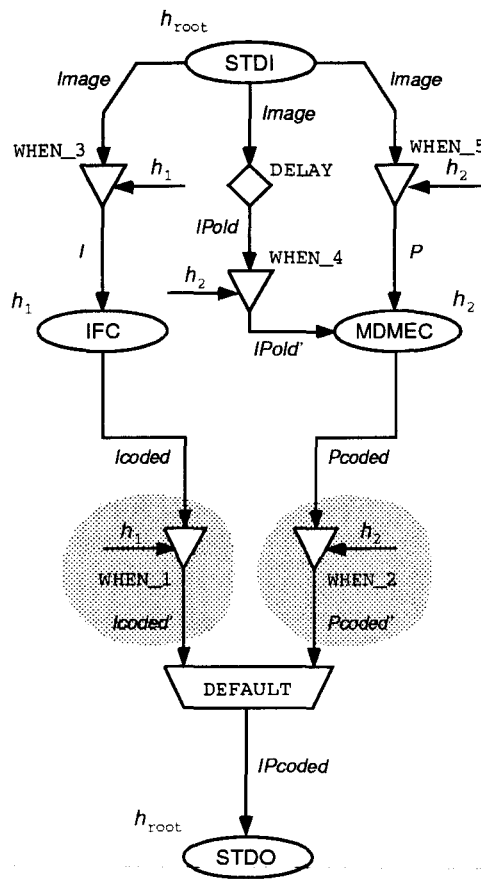 h_root
STDI
Image
Image
Image
WHEN_3
h_1
DELAY
WHEN_5
h_2
I
IPold
h_2
WHEN_4
P
h_1
IFC
IPold'
MDMEC
h_2
Icoded
Pcoded
h_1
h_2
WHEN_1
WHEN_2
Icoded'
Pcoded'
DEFAULT
IPcoded
h_root
STDO